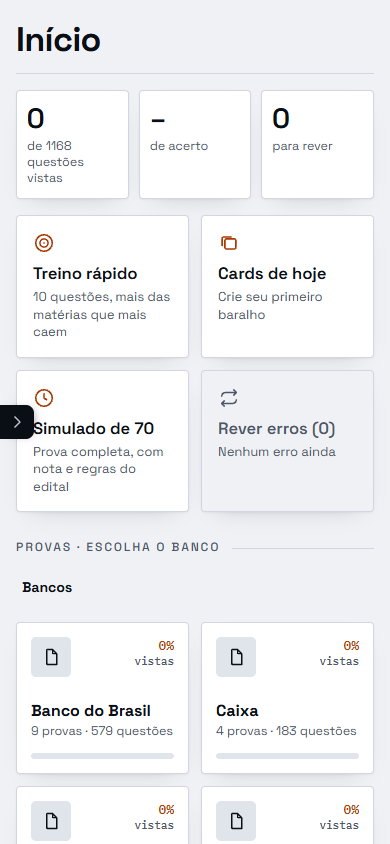 Início
0
de 1168
questões
vistas
–
de acerto
0
para rever
Treino rápido
10 questões, mais das
matérias que mais
caem
Cards de hoje
Crie seu primeiro
baralho
Simulado de 70
Prova completa, com
nota e regras do
edital
Rever erros (0)
Nenhum erro ainda
PROVAS · ESCOLHA O BANCO
Bancos
0%
vistas
Banco do Brasil
9 provas · 579 questões
0%
vistas
Caixa
4 provas · 183 questões
0%
vistas
0%
vistas